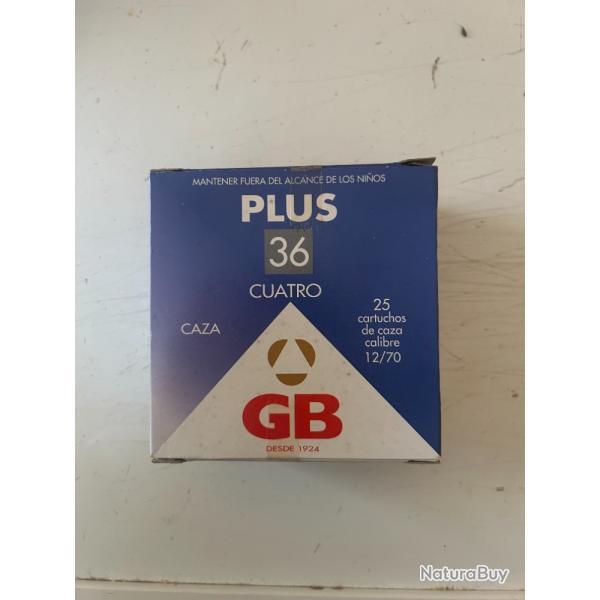 MANTENER FUERA DEL ALCANCE DE LOS NIÑOS
PLUS
36
CUATRO
CAZA
25
cartuchos
de caza
calibre
12/70
GB
DESDE 1924
NaturaBuy